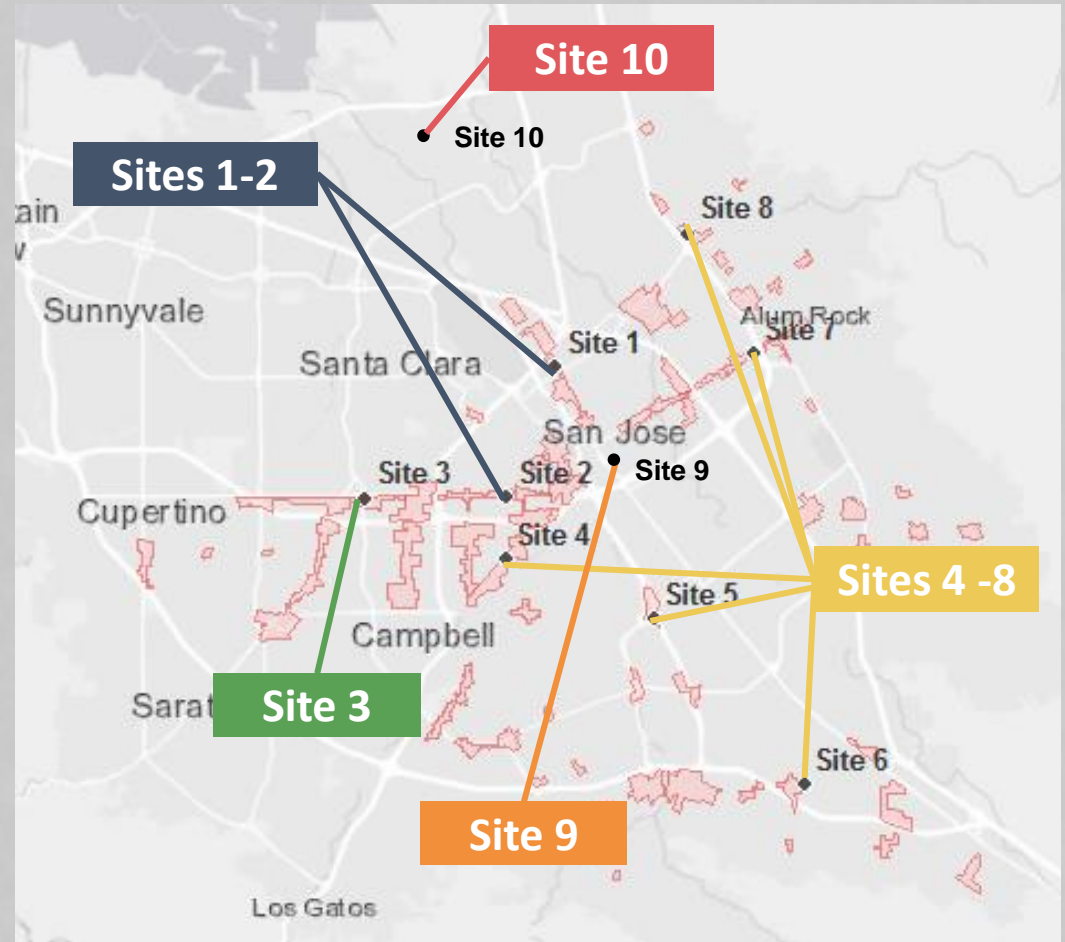 Site 10
Site 10
Sites 1-2
tain
Site 8
Sunnyvale
Alum Rock
Site 7
Site 1
Santa Clara
San Jose
Site 3
Site 2
Site 9
Cupertino
Site 4
Sites 4 -8
Site 5
Campbell
Sarat
Site 3
Site 6
Site 9
Los Gatos